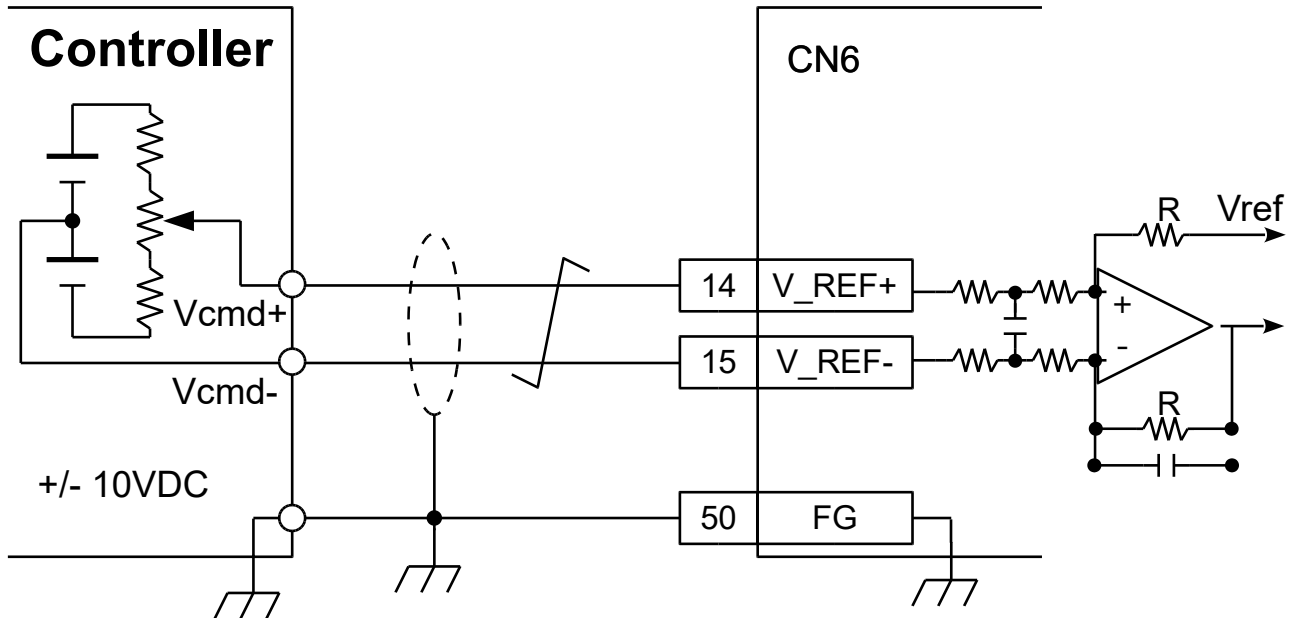 Controller
CN6
R
Vref
14 V_REF+
Vcmd+
+
-
15 V_REF-
Vcmd-
R
+/- 10VDC
50 FG